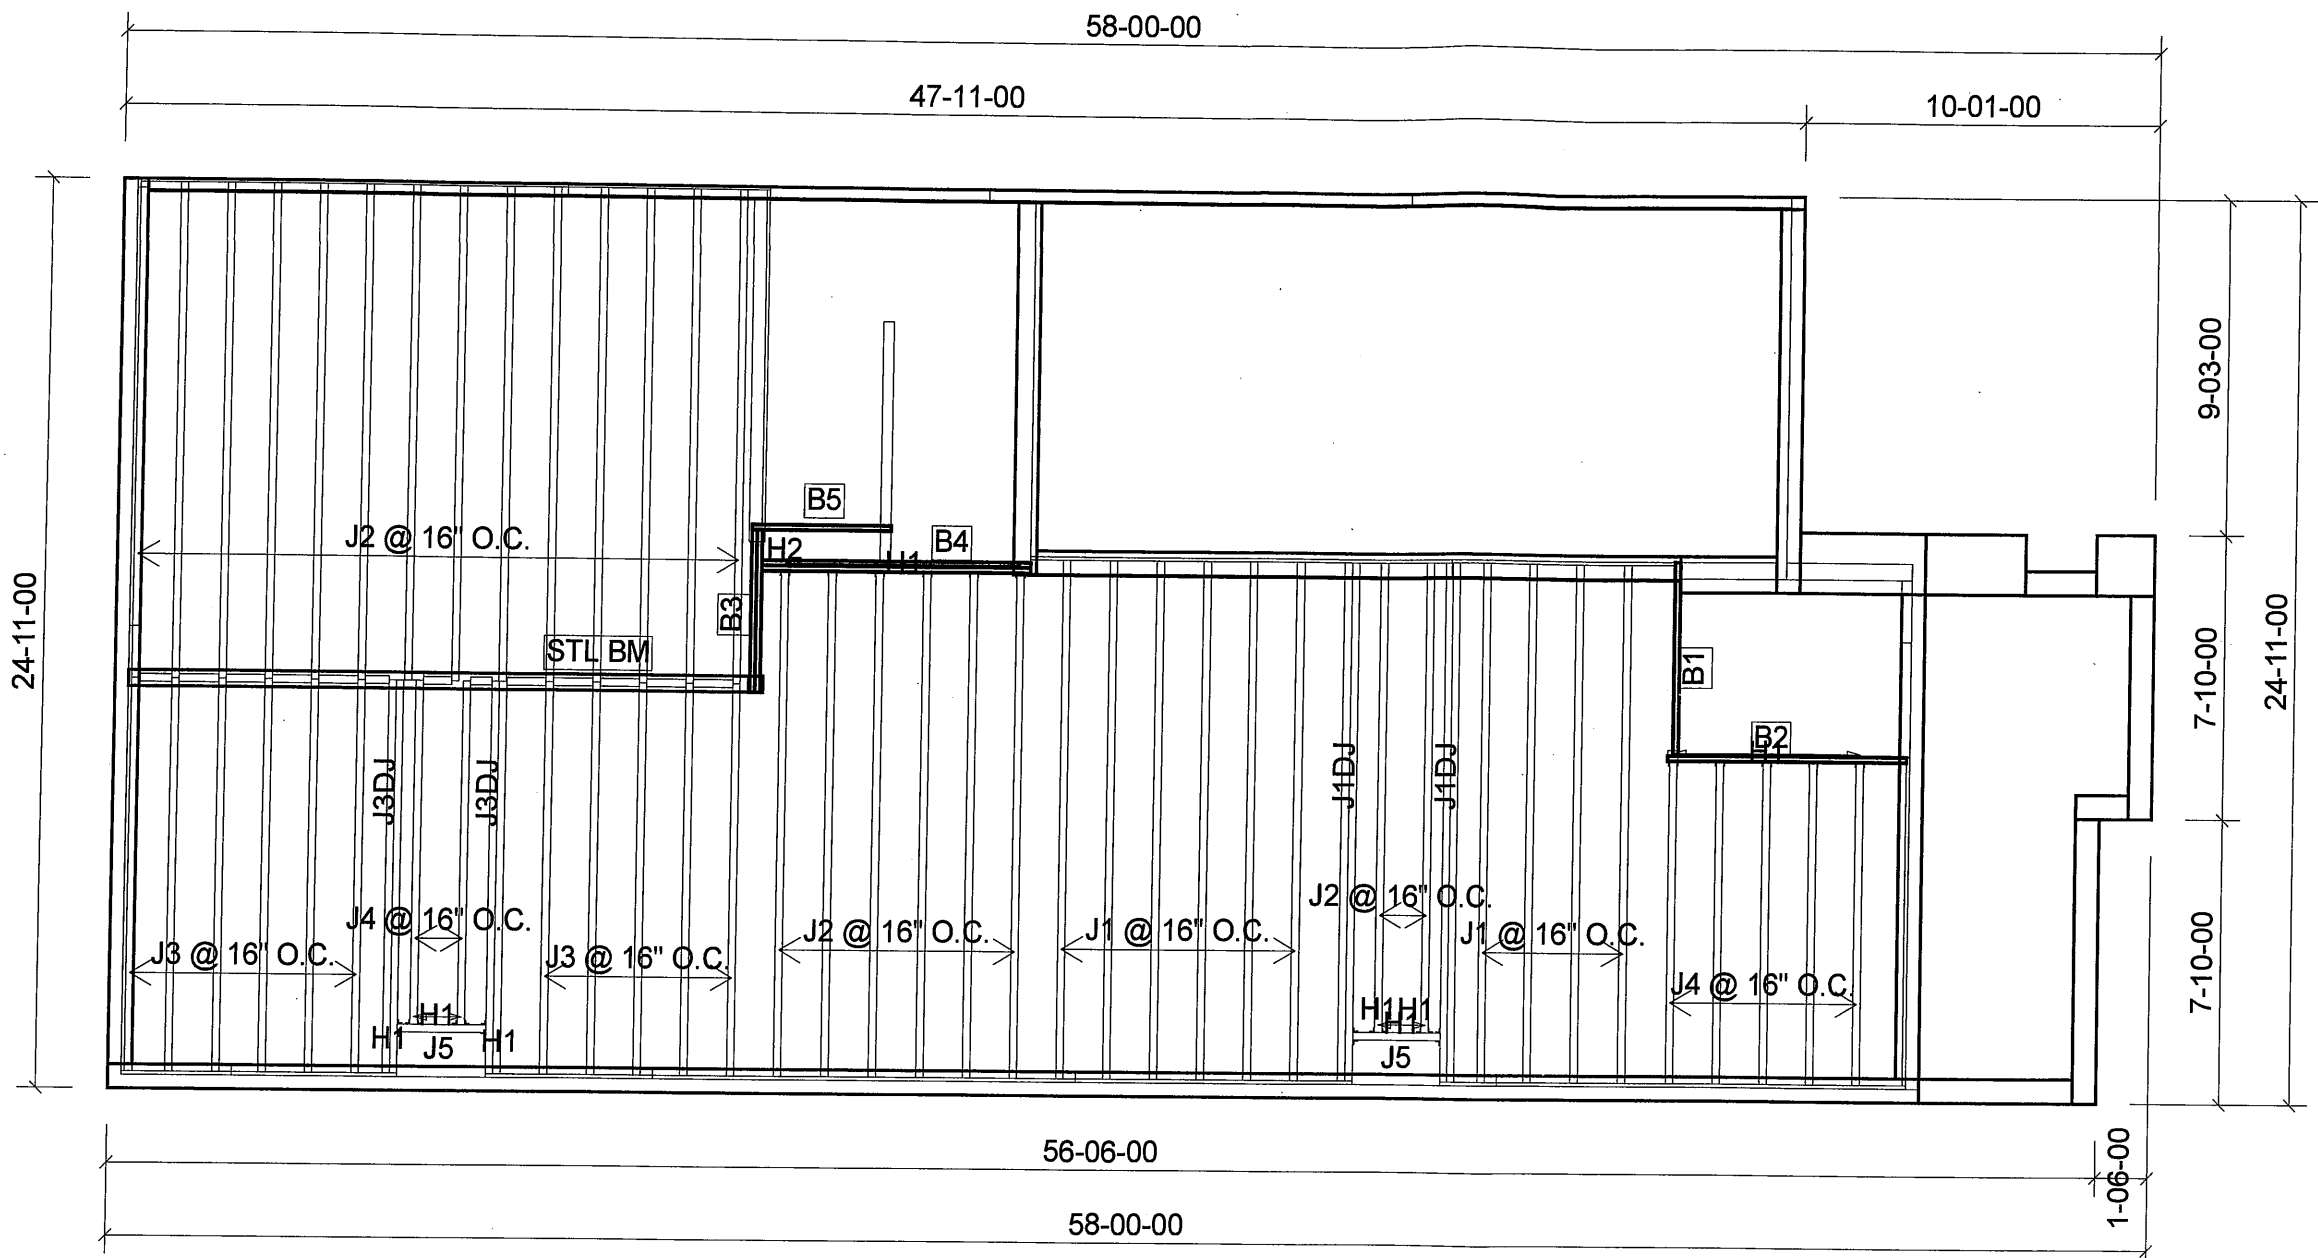 58-00-00
47-11-00
10-01-00
9-03-00
B5
J2 @ 16" O.C.
B4
H2
H1
24-11-00
B3
24-11-00
STL BM
B1
7-10-00
B2
H1
J3DJ
J3DJ
J1DJ
J1DJ
J2 @ 16" O.C.
J4 @ 16" O.C.
J2 @ 16" O.C.
J1 @ 16" O.C.
J1 @ 16" O.C.
J3 @ 16" O.C.
J3 @ 16" O.C.
J4 @ 16" O.C.
7-10-00
H1
H1 H1
H1
H1
H1
J5
J5
56-06-00
1-06-00
58-00-00